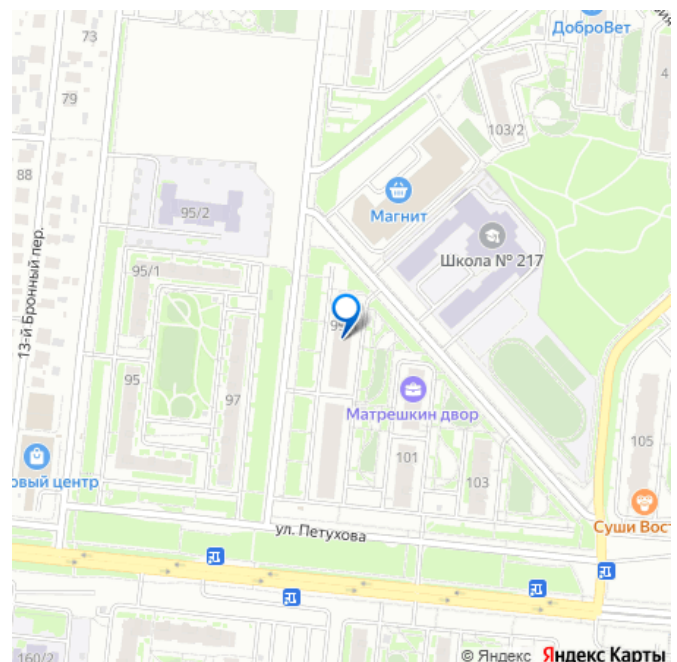 73
ДоброВет
79
4
103/2
88
Магнит
95/2
Школа № 217
13-й Бронный пер.
95/1
95
97
Матрешкин двор
101
103
105
овый центр
Суши Вост
ул. Петухова
160/2
© Яндекс Яндекс Карты